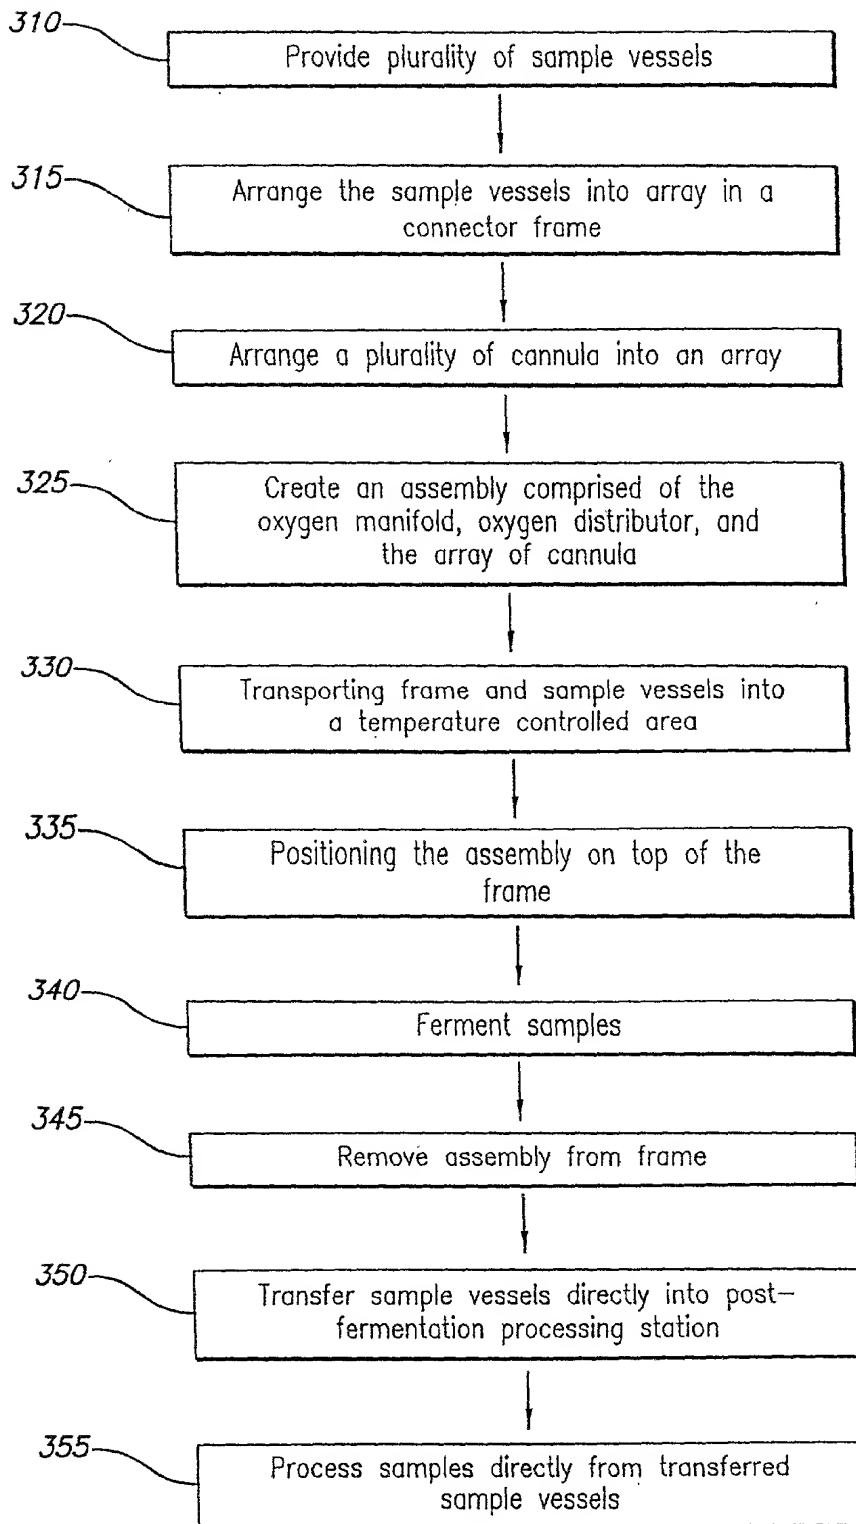 310
Provide plurality of sample vessels
315
Arrange the sample vessels into array in a
connector frame
320
Arrange a plurality of cannula into an array
325
Create an assembly comprised of the
oxygen manifold, oxygen distributor, and
the array of cannula
330
Transporting frame and sample vessels into
a temperature controlled area
335
Positioning the assembly on top of the
frame
340
Ferment samples
345
Remove assembly from frame
350
Transfer sample vessels directly into post-
fermentation processing station
355
Process samples directly from transferred
sample vessels